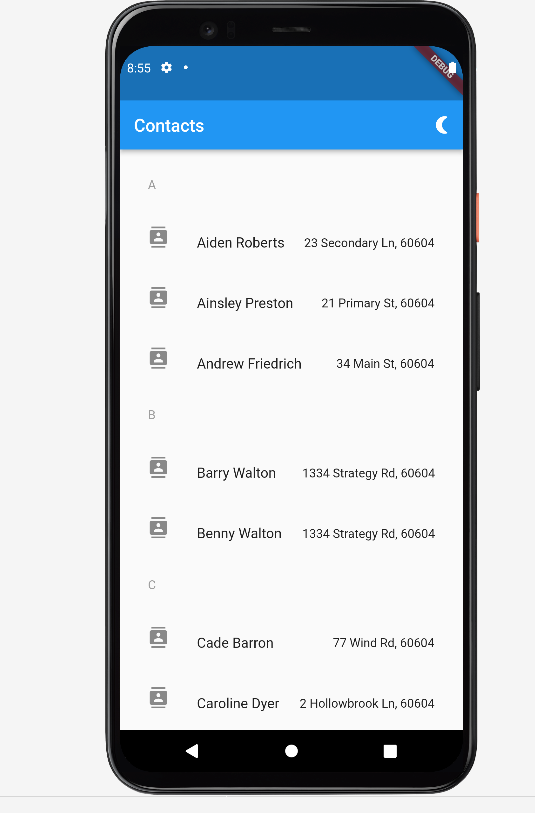 8:55
DEBUG
Contacts
A
Aiden Roberts 23 Secondary Ln, 60604
Ainsley Preston 21 Primary St, 60604
Andrew Friedrich 34 Main St, 60604
B
Barry Walton 1334 Strategy Rd, 60604
Benny Walton 1334 Strategy Rd, 60604
C
Cade Barron 77 Wind Rd, 60604
Caroline Dyer 2 Hollowbrook Ln, 60604